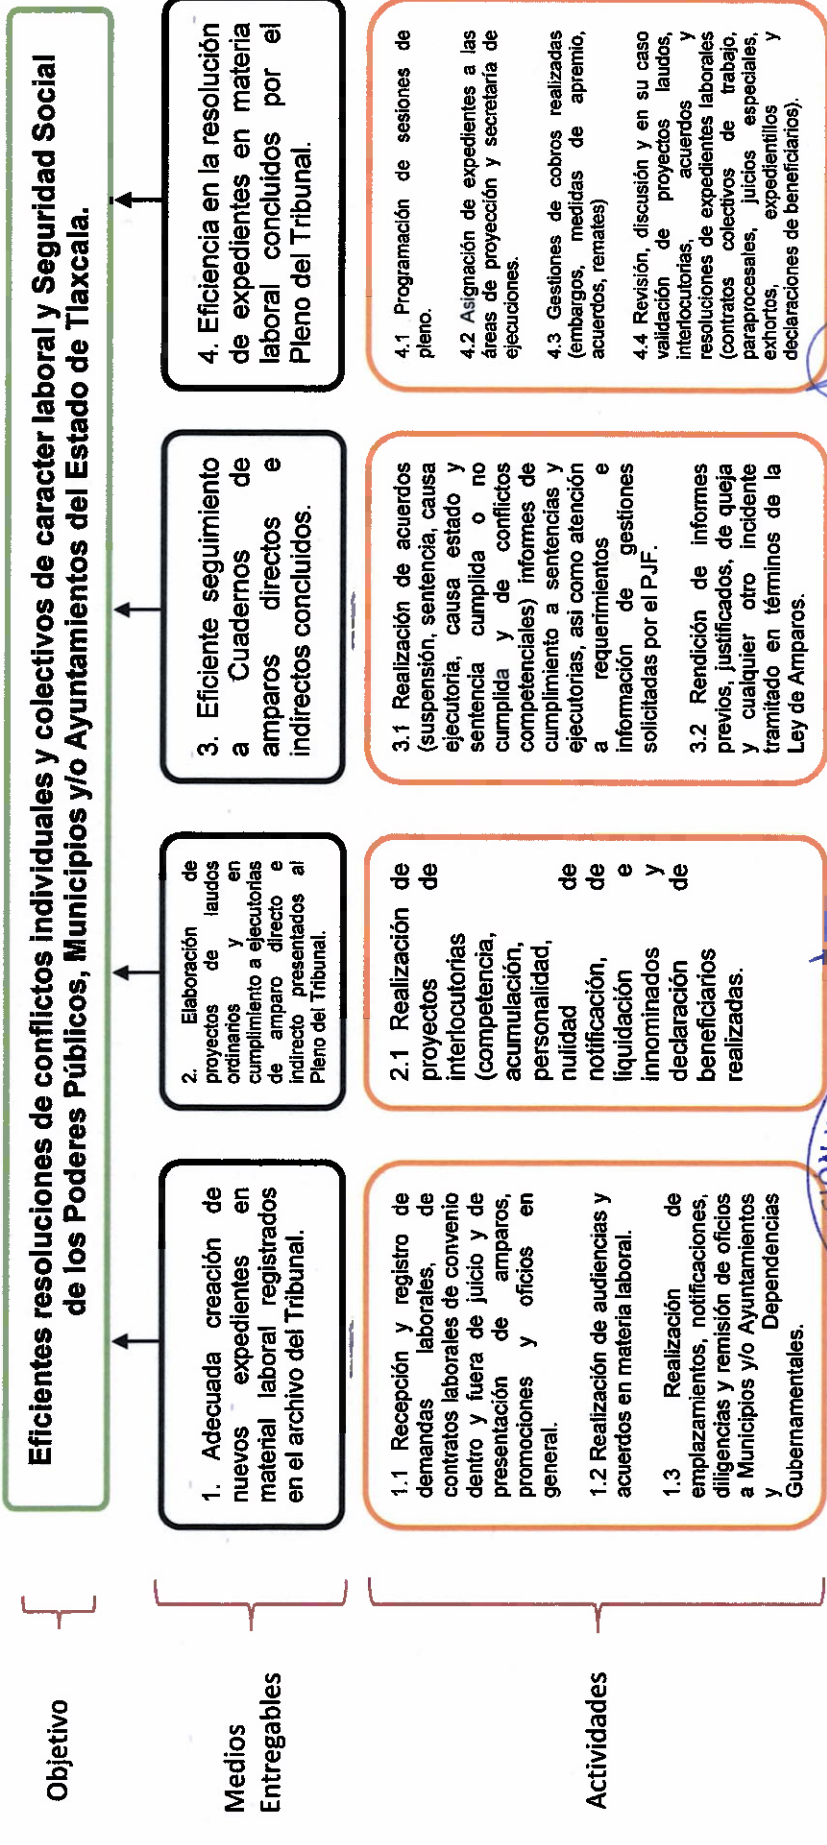 Objetivo
Eficientes resoluciones de conflictos individuales y colectivos de caracter laboral y Seguridad Social
de los Poderes Públicos, Municipios y/o Ayuntamientos del Estado de Tlaxcala.
Medios
Entregables
1. Adecuada creación de
nuevos expedientes en
material laboral registrados
en el archivo del Tribunal.
2. Elaboración de
proyectos de laudos
ordinarios y en
cumplimiento a ejecutorias
de amparo directo e
indirecto presentados al
Pleno del Tribunal.
3. Eficiente seguimiento
a Cuadernos de
amparos directos e
indirectos concluidos.
4. Eficiencia en la resolución
de expedientes en materia
laboral concluidos por el
Pleno del Tribunal.
Actividades
1.1 Recepción y registro de
demandas laborales, de
contratos laborales de convenio
dentro y fuera de juicio y de
presentación de amparos,
promociones y oficios en
general.
1.2 Realización de audiencias y
acuerdos en materia laboral.
1.3 Realización de
emplazamientos, notificaciones,
diligencias y remisión de oficios
a Municipios y/o Ayuntamientos
y Dependencias
Gubernamentales.
2.1 Realización de
proyectos de
interlocutorias
(competencia,
acumulación,
personalidad,
nulidad de
notificación, de
liquidación e
innominados y
declaración de
beneficiarios
realizadas.
3.1 Realización de acuerdos
(suspensión, sentencia, causa
ejecutoria, causa estado y
sentencia cumplida o no
cumplida y de conflictos
competenciales) informes de
cumplimiento a sentencias y
ejecutorias, asi como atención
a requerimientos e
información de gestiones
solicitadas por el PJF.
3.2 Rendición de informes
previos, justificados, de queja
y cualquier otro incidente
tramitado en términos de la
Ley de Amparos.
4.1 Programación de sesiones de
pleno.
4.2 Asignación de expedientes a las
áreas de proyección y secretaría de
ejecuciones.
4.3 Gestiones de cobros realizadas
(embargos, medidas de apremio,
acuerdos, remates)
4.4 Revisión, discusión y en su caso
validación de proyectos laudos,
interlocutorias, acuerdos y
resoluciones de expedientes laborales
(contratos colectivos de trabajo,
paraprocesales, juicios especiales,
exhortos, expedientillos y
declaraciones de beneficiarios).